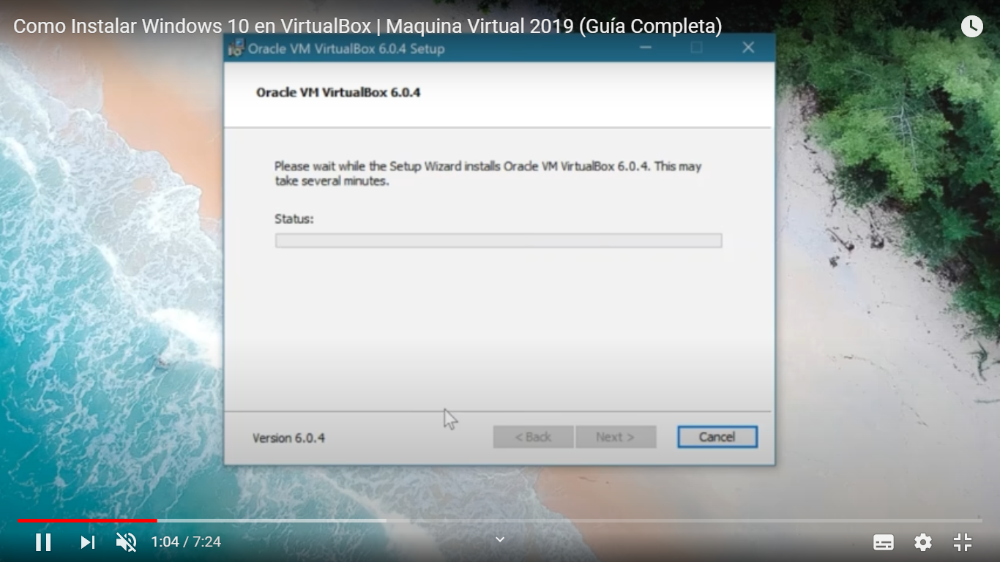 Como Instalar Windows 10 en VirtualBox | Maquina Virtual 2019 (Guía Completa)
Oracle VM VirtualBox 6.0.4 Setup
Oracle VM VirtualBox 6.0.4
Please wait while the Setup Wizard installs Oracle VM VirtualBox 6.0.4. This may
take several minutes.
Status:
Version 6.0.4
< Back
Next >
Cancel
1:04 / 7:24